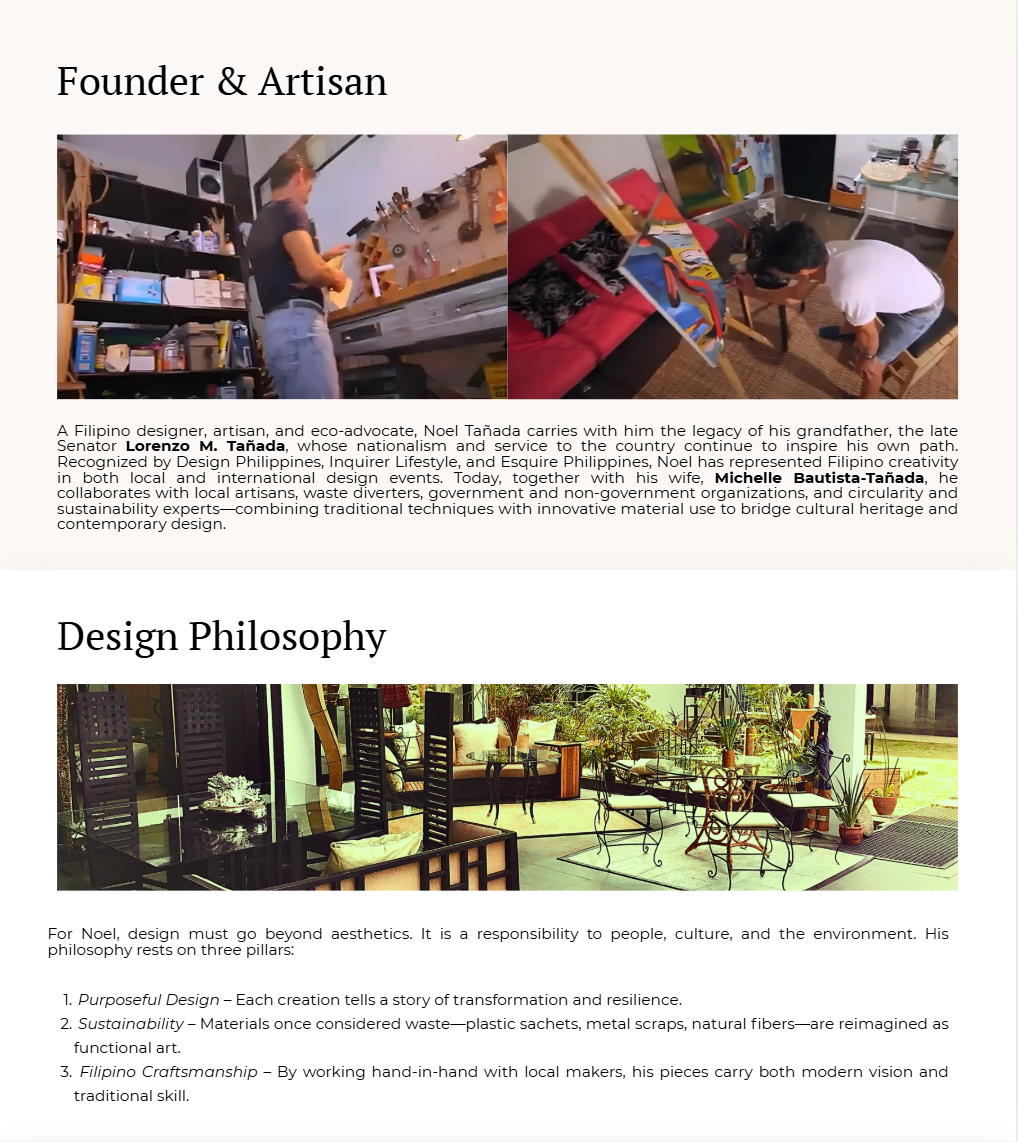 Founder & Artisan
A Filipino designer, artisan, and eco-advocate, Noel Tañada carries with him the legacy of his grandfather, the late
Senator Lorenzo M. Tañada, whose nationalism and service to the country continue to inspire his own path.
Recognized by Design Philippines, Inquirer Lifestyle, and Esquire Philippines, Noel has represented Filipino creativity
in both local and international design events. Today, together with his wife, Michelle Bautista-Tañada, he
collaborates with local artisans, waste diverters, government and non-government organizations, and circularity and
sustainability experts—combining traditional techniques with innovative material use to bridge cultural heritage and
contemporary design.
Design Philosophy
For Noel, design must go beyond aesthetics. It is a responsibility to people, culture, and the environment. His
philosophy rests on three pillars:
1. Purposeful Design – Each creation tells a story of transformation and resilience.
2. Sustainability – Materials once considered waste—plastic sachets, metal scraps, natural fibers—are reimagined as
functional art.
3. Filipino Craftsmanship – By working hand-in-hand with local makers, his pieces carry both modern vision and
traditional skill.